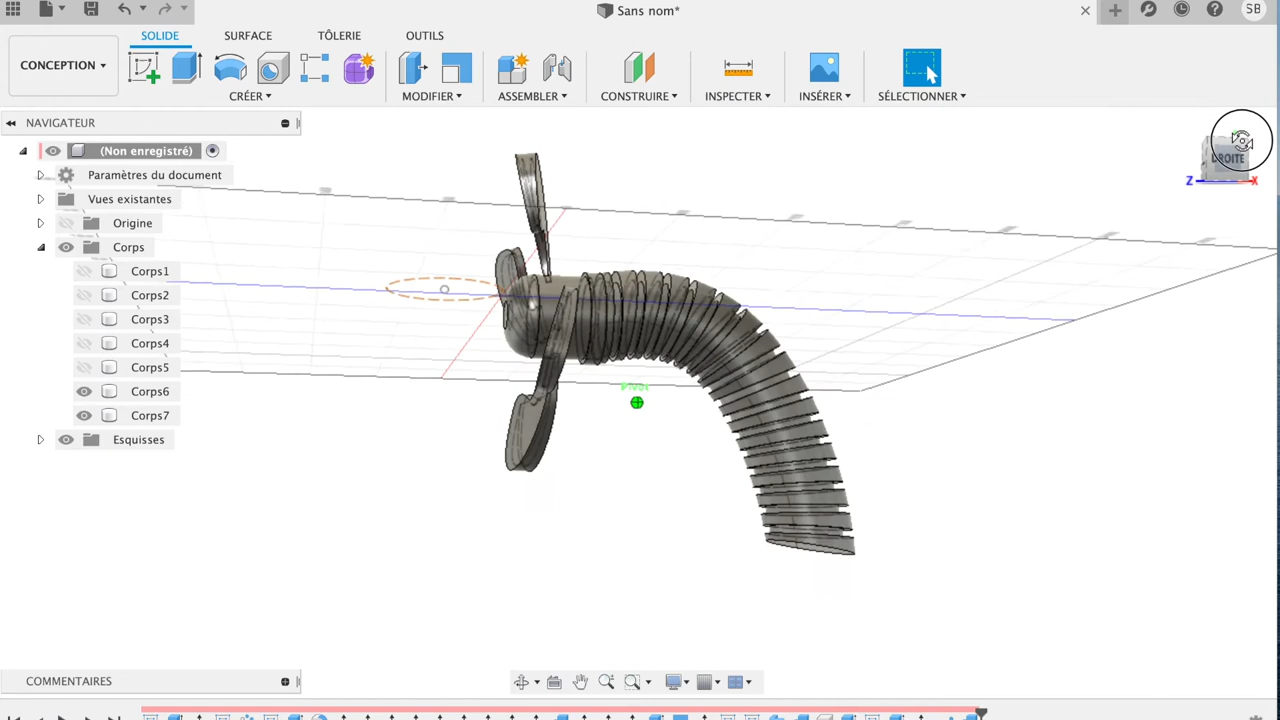 Sans nom*
SB
SOLIDE SURFACE TÔLERIE OUTILS
CONCEPTION
CRÉER MODIFIER ASSEMBLER CONSTRUIRE INSPECTER INSÉRER SÉLECTIONNER
NAVIGATEUR
(Non enregistré)
Paramètres du document
Vues existantes
Origine
Corps
Corps1
Corps2
Corps3
Corps4
Corps5
Corps6
Corps7
Esquisses
DROITE
Z X
Pivot
COMMENTAIRES